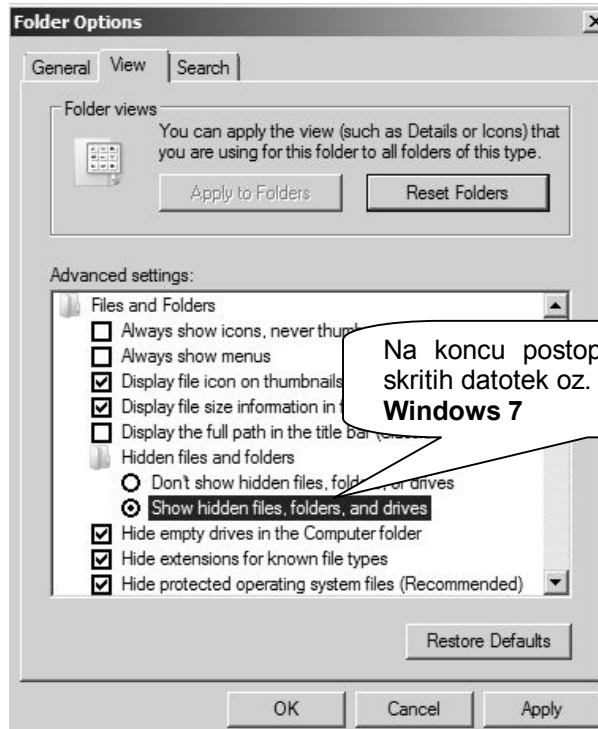 Folder Options
General View Search
Folder views
You can apply the view (such as Details or Icons) that
you are using for this folder to all folders of this type.
Apply to Folders Reset Folders
Advanced settings:
Files and Folders
Always show icons, never
Always show menus
Display file icon on thumbnails
Display file size information in
Display the full path in the title bar
Hidden files and folders
Don't show hidden files, or drives
Show hidden files, folders, and drives
Hide empty drives in the Computer folder
Hide extensions for known file types
Hide protected operating system files (Recommended)
Na koncu
skritih datotek oz.
Windows 7
Restore Defaults
OK Cancel Apply